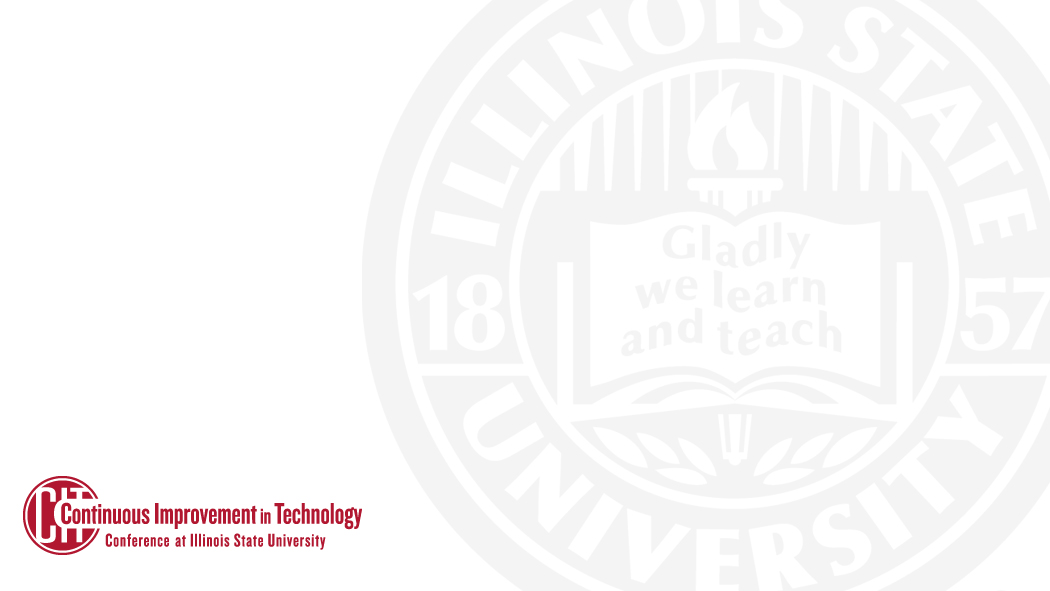 ILLINOIS STATE
18 57
Gladly
we learn
and teach
UNIVERSITY
CIT
Continuous Improvement in Technology
Conference at Illinois State University